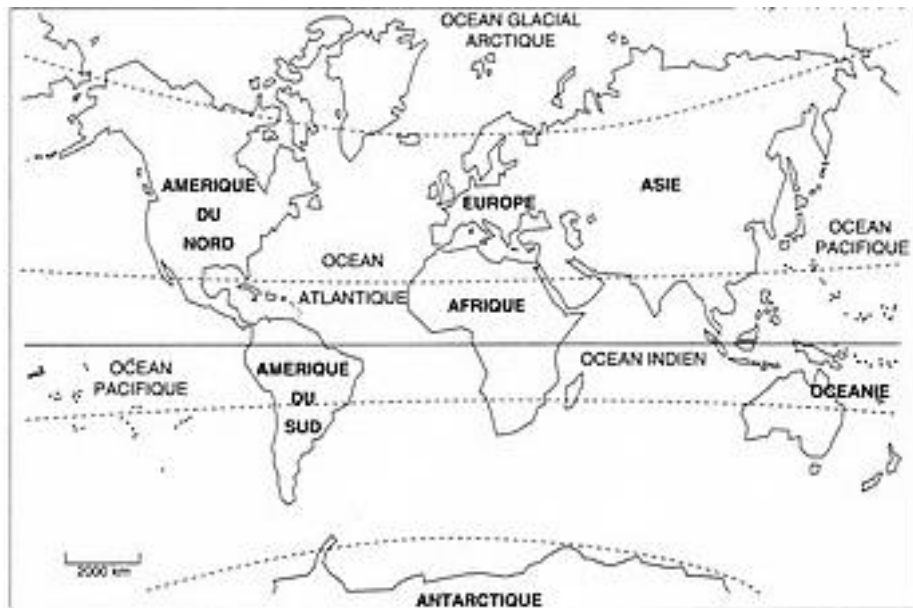 OCEAN GLACIAL
ARCTIQUE
AMÉRIQUE
DU
NORD
EUROPE
ASIE
OCEAN
PACIFIQUE
OCEAN
ATLANTIQUE
AFRIQUE
OCEAN
PACIFIQUE
AMERIQUE
DU
SUD
OCEAN INDIEN
OCEANIE
2000 km
ANTARCTIQUE